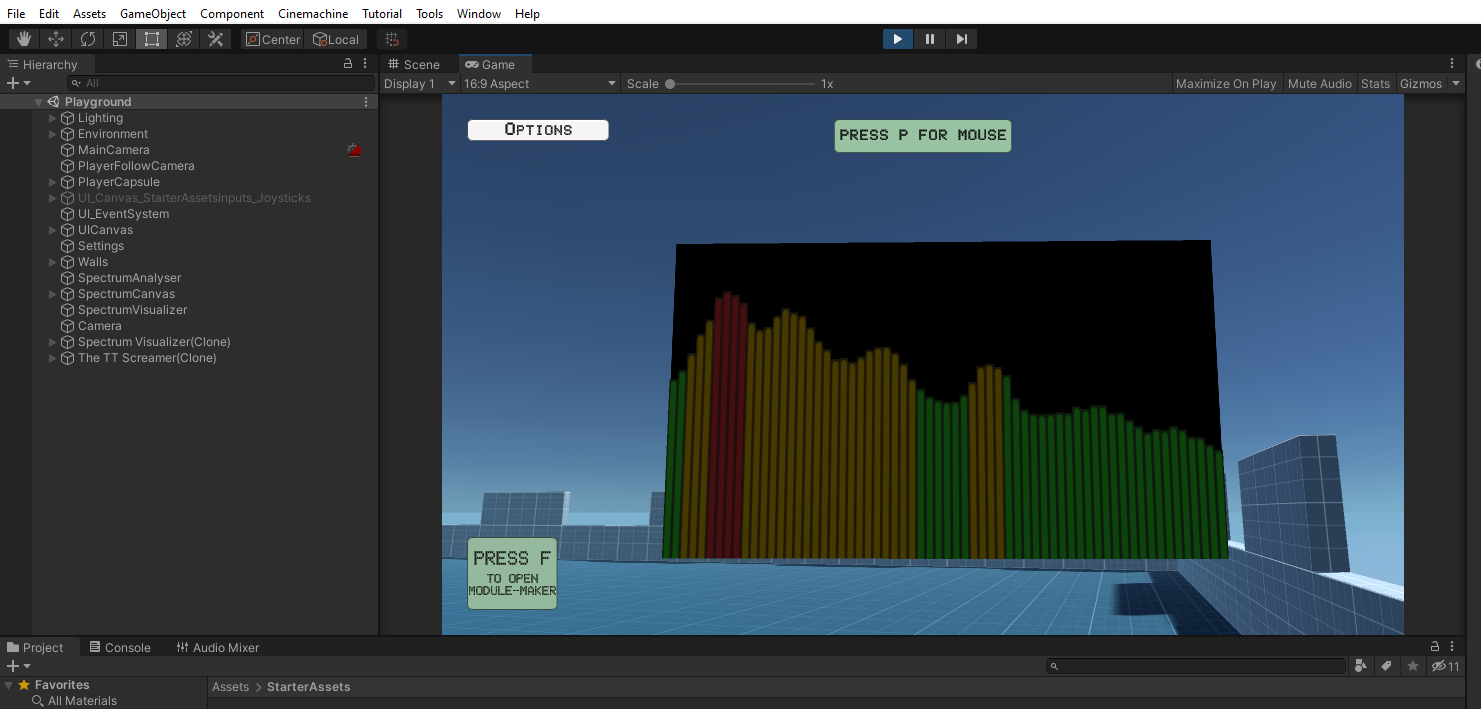 File Edit Assets GameObject Component Cinemachine Tutorial Tools Window Help
Center Local
Hierarchy
All
Playground
Lighting
Environment
MainCamera
PlayerFollowCamera
PlayerCapsule
UI_Canvas_StarterAssetsInputs_Joysticks
UI_EventSystem
UICanvas
Settings
Walls
SpectrumAnalyser
SpectrumCanvas
SpectrumVisualizer
Camera
Spectrum Visualizer(Clone)
The TT Screamer(Clone)
Scene Game
Display 1 16:9 Aspect Scale 1x Maximize On Play Mute Audio Stats Gizmos
OPTIONS
PRESS P FOR MOUSE
PRESS F
TO OPEN
MODULE-MAKER
Project Console Audio Mixer
11
Favorites
All Materials
Assets > StarterAssets